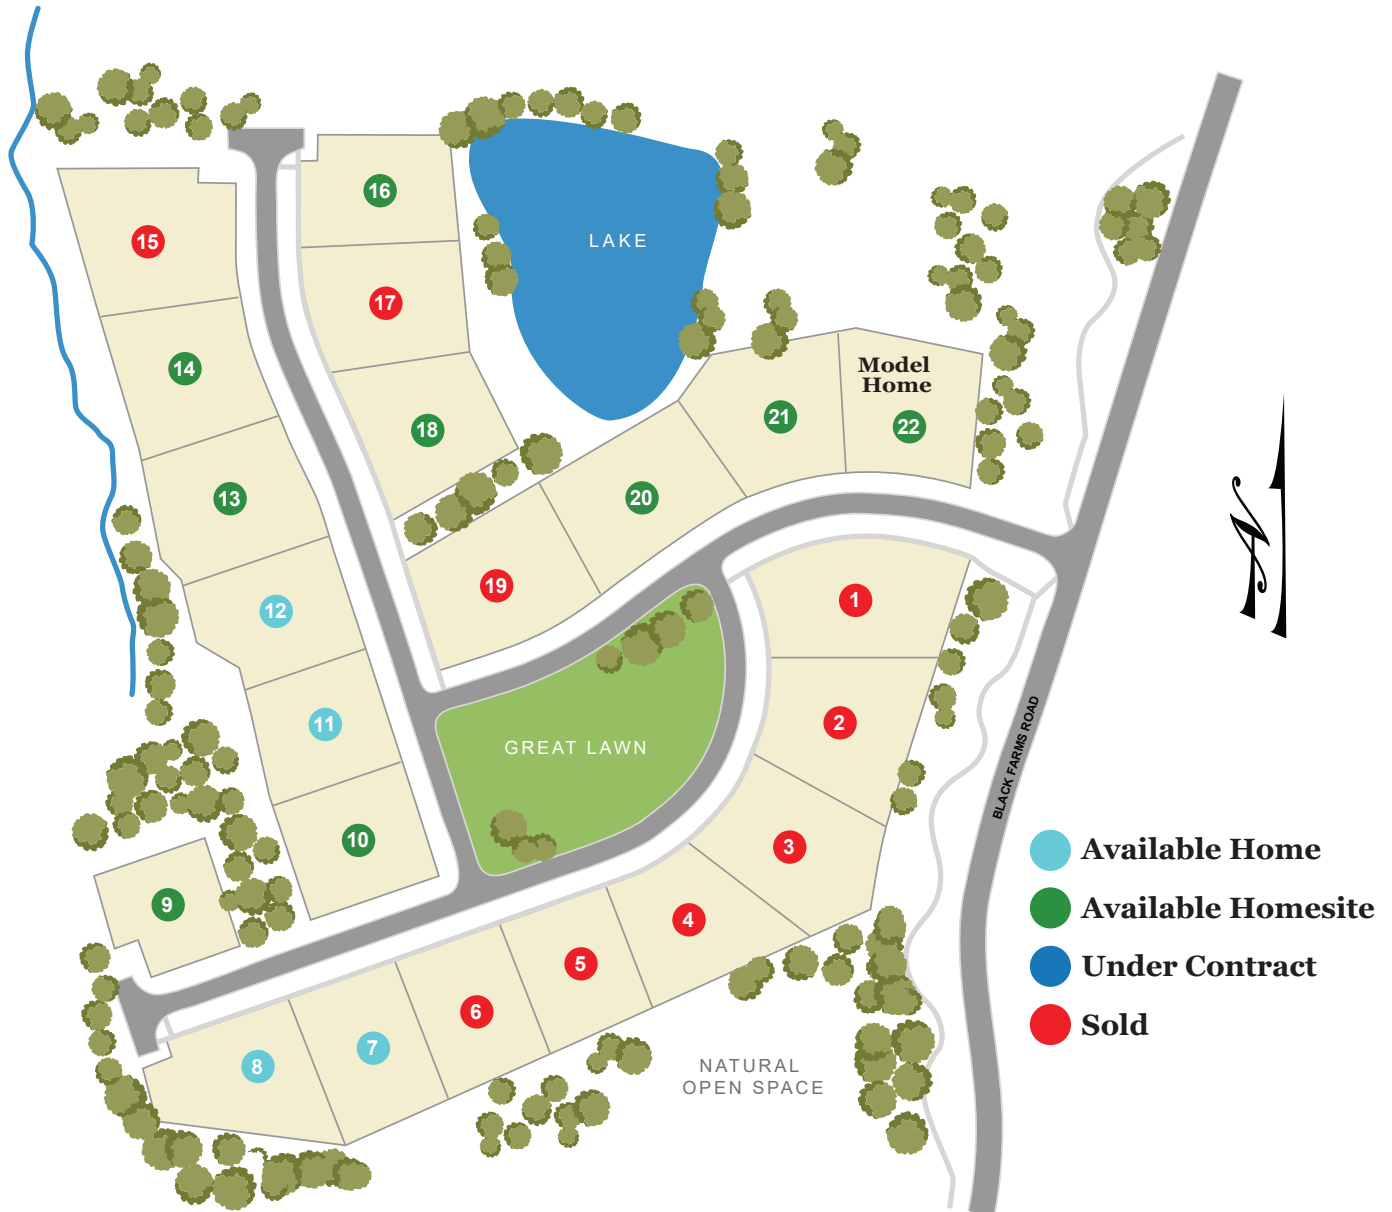 16
LAKE
15
17
14
Model
Home
21
22
18
13
20
19
1
12
2
11
GREAT LAWN
BLACK FARMS ROAD
10
3
Available Home
9
4
Available Homesite
5
Under Contract
6
Sold
7
8
NATURAL
OPEN SPACE